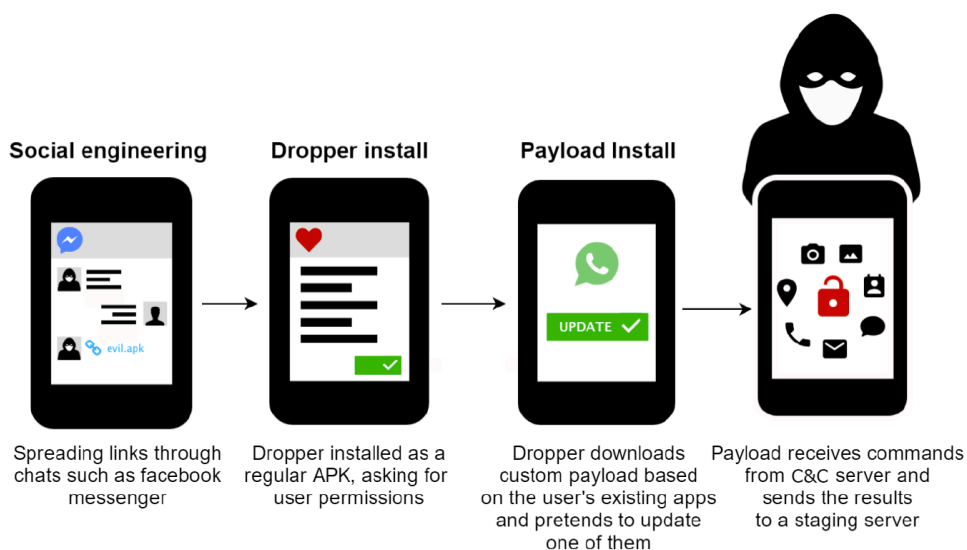 Social engineering
Dropper install
Payload Install
evil.apk
UPDATE
Spreading links through
chats such as facebook
messenger
Dropper installed as a
regular APK, asking for
user permissions
Dropper downloads
custom payload based
on the user's existing apps
and pretends to update
one of them
Payload receives commands
from C&C server and
sends the results
to a staging server